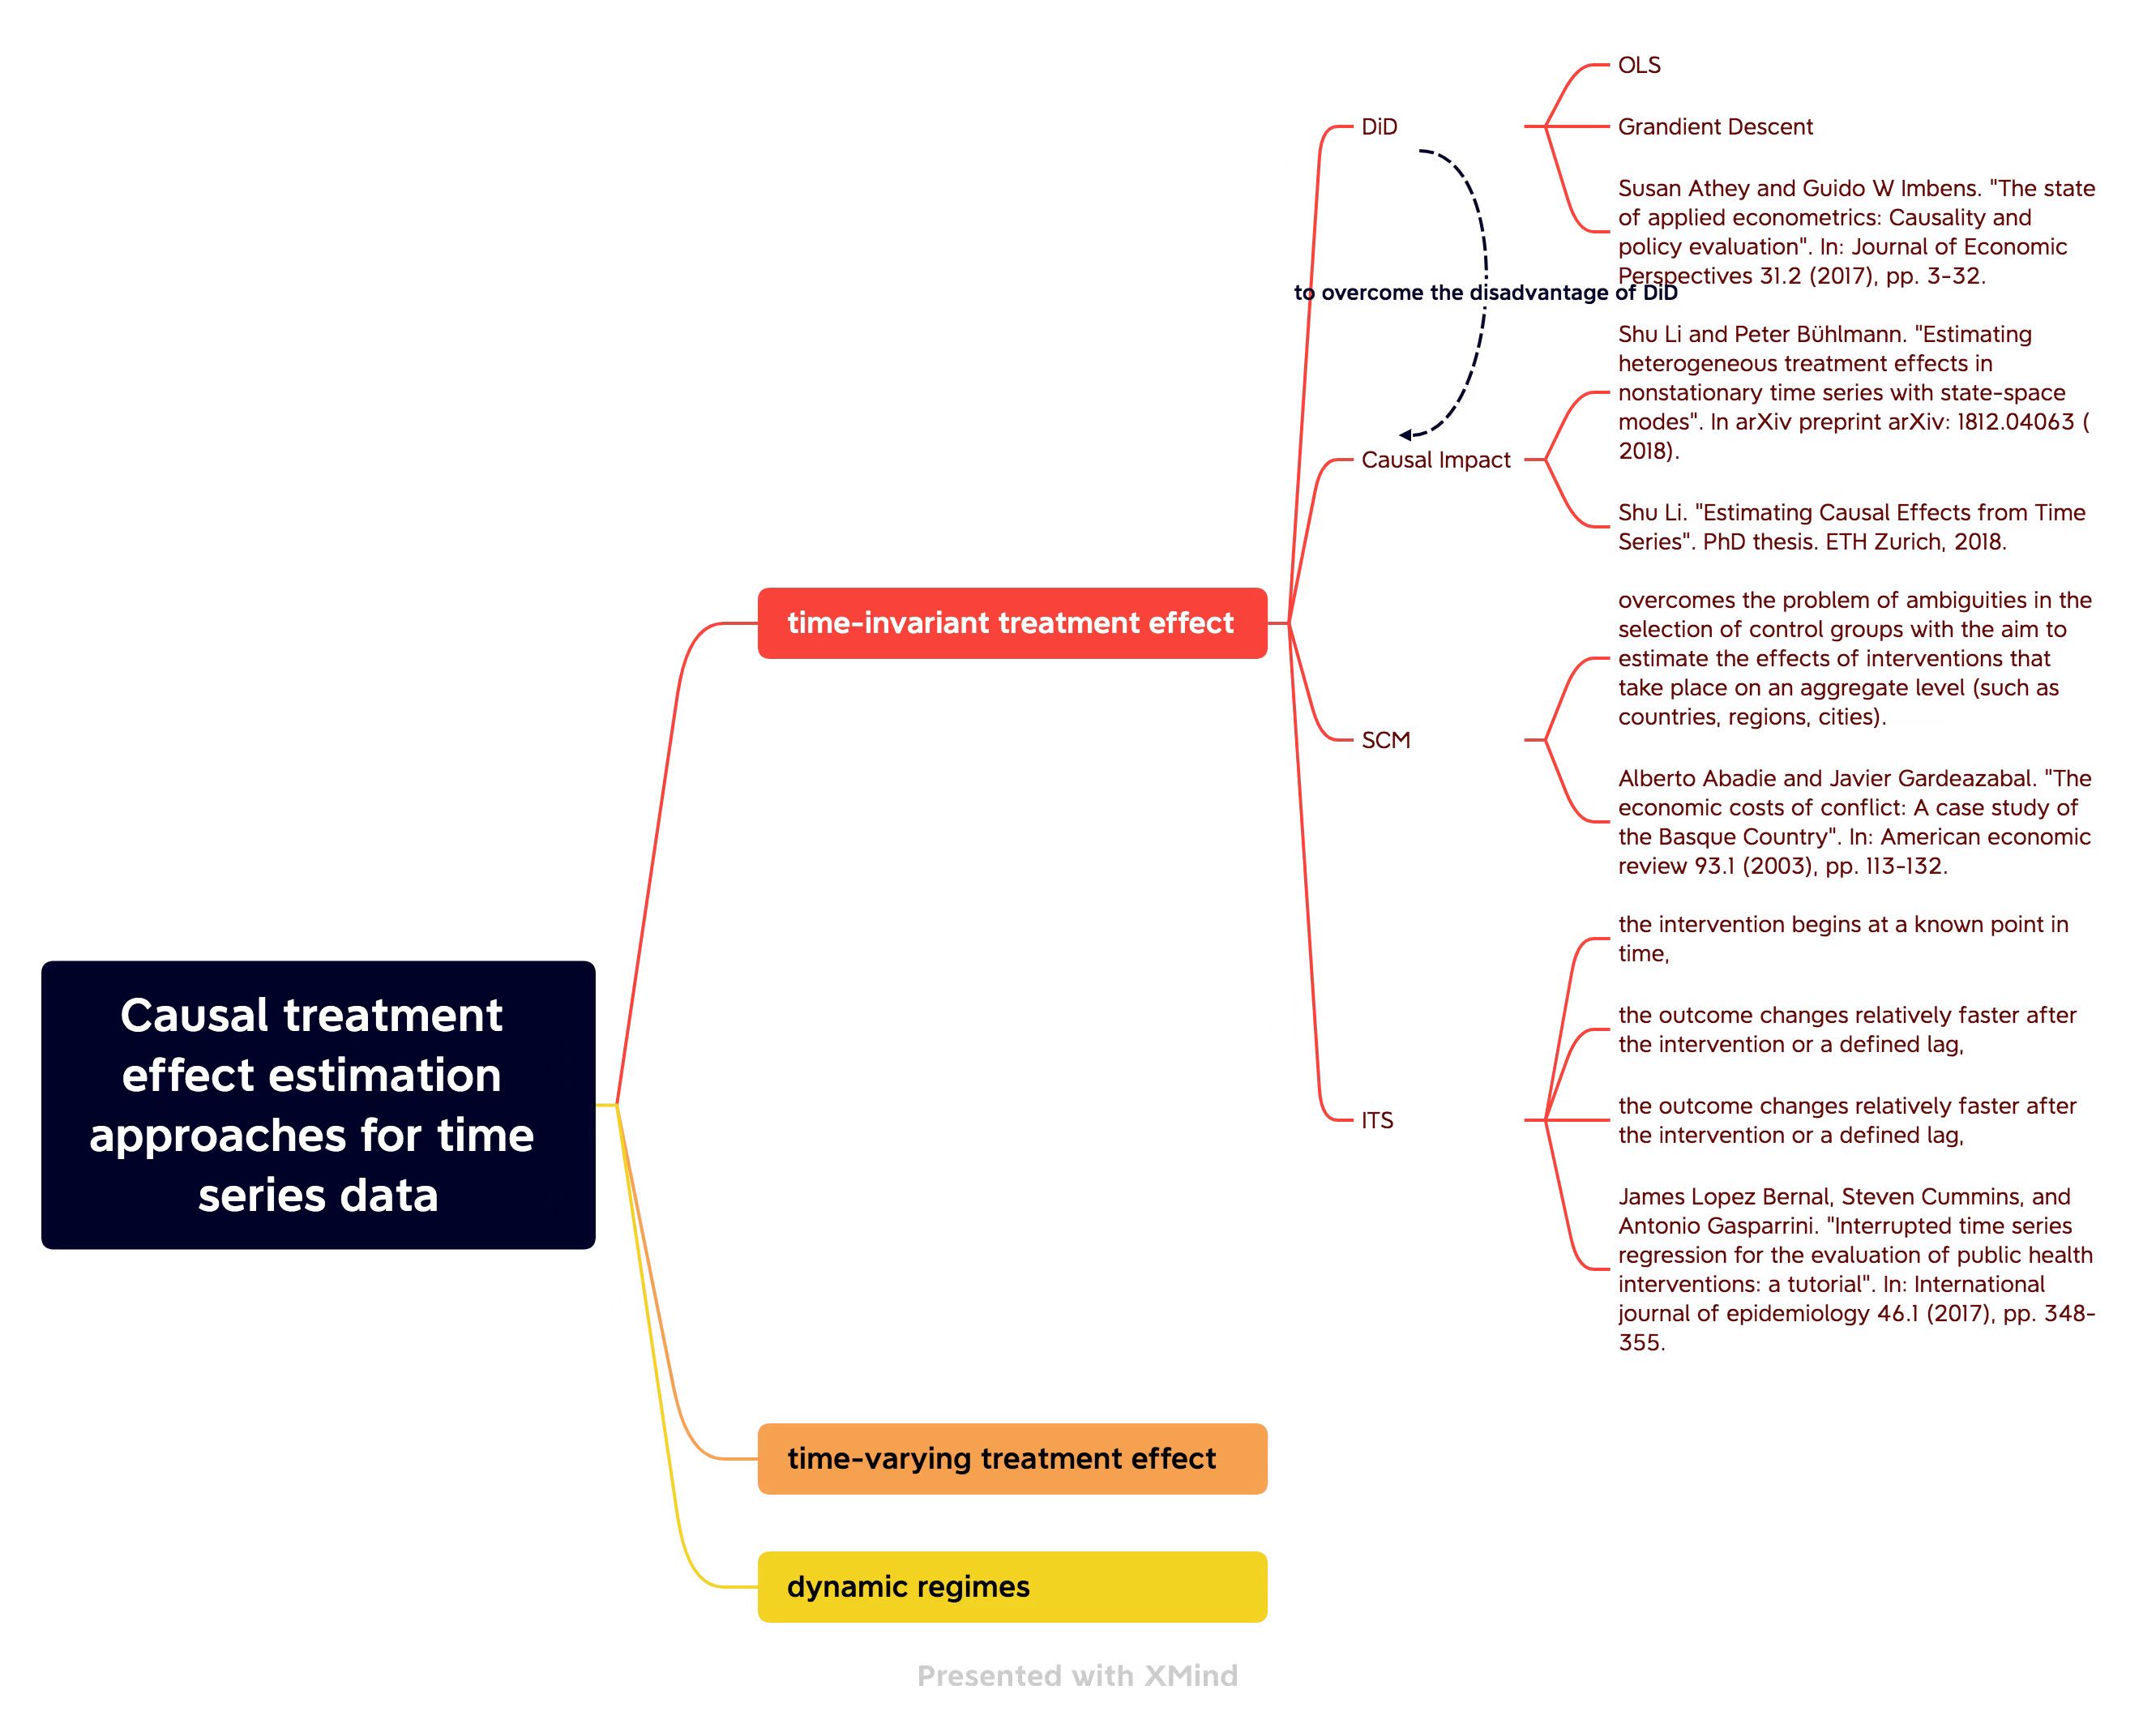 Causal treatment
effect estimation
approaches for time
series data
time-invariant treatment effect
DiD
OLS
Grandient Descent
Susan Athey and Guido W Imbens. "The state
of applied econometrics: Causality and
policy evaluation". In: Journal of Economic
Perspectives 31.2 (2017), pp. 3-32.
to overcome the disadvantage of DiD
Causal Impact
Shu Li and Peter Bühlmann. "Estimating
heterogeneous treatment effects in
nonstationary time series with state-space
modes". In arXiv preprint arXiv: 1812.04063 (
2018).
Shu Li. "Estimating Causal Effects from Time
Series". PhD thesis. ETH Zurich, 2018.
SCM
overcomes the problem of ambiguities in the
selection of control groups with the aim to
estimate the effects of interventions that
take place on an aggregate level (such as
countries, regions, cities).
Alberto Abadie and Javier Gardeazabal. "The
economic costs of conflict: A case study of
the Basque Country". In: American economic
review 93.1 (2003), pp. 113-132.
ITS
the intervention begins at a known point in
time,
the outcome changes relatively faster after
the intervention or a defined lag,
the outcome changes relatively faster after
the intervention or a defined lag,
James Lopez Bernal, Steven Cummins, and
Antonio Gasparrini. "Interrupted time series
regression for the evaluation of public health
interventions: a tutorial". In: International
journal of epidemiology 46.1 (2017), pp. 348-
355.
time-varying treatment effect
dynamic regimes
Presented with XMind